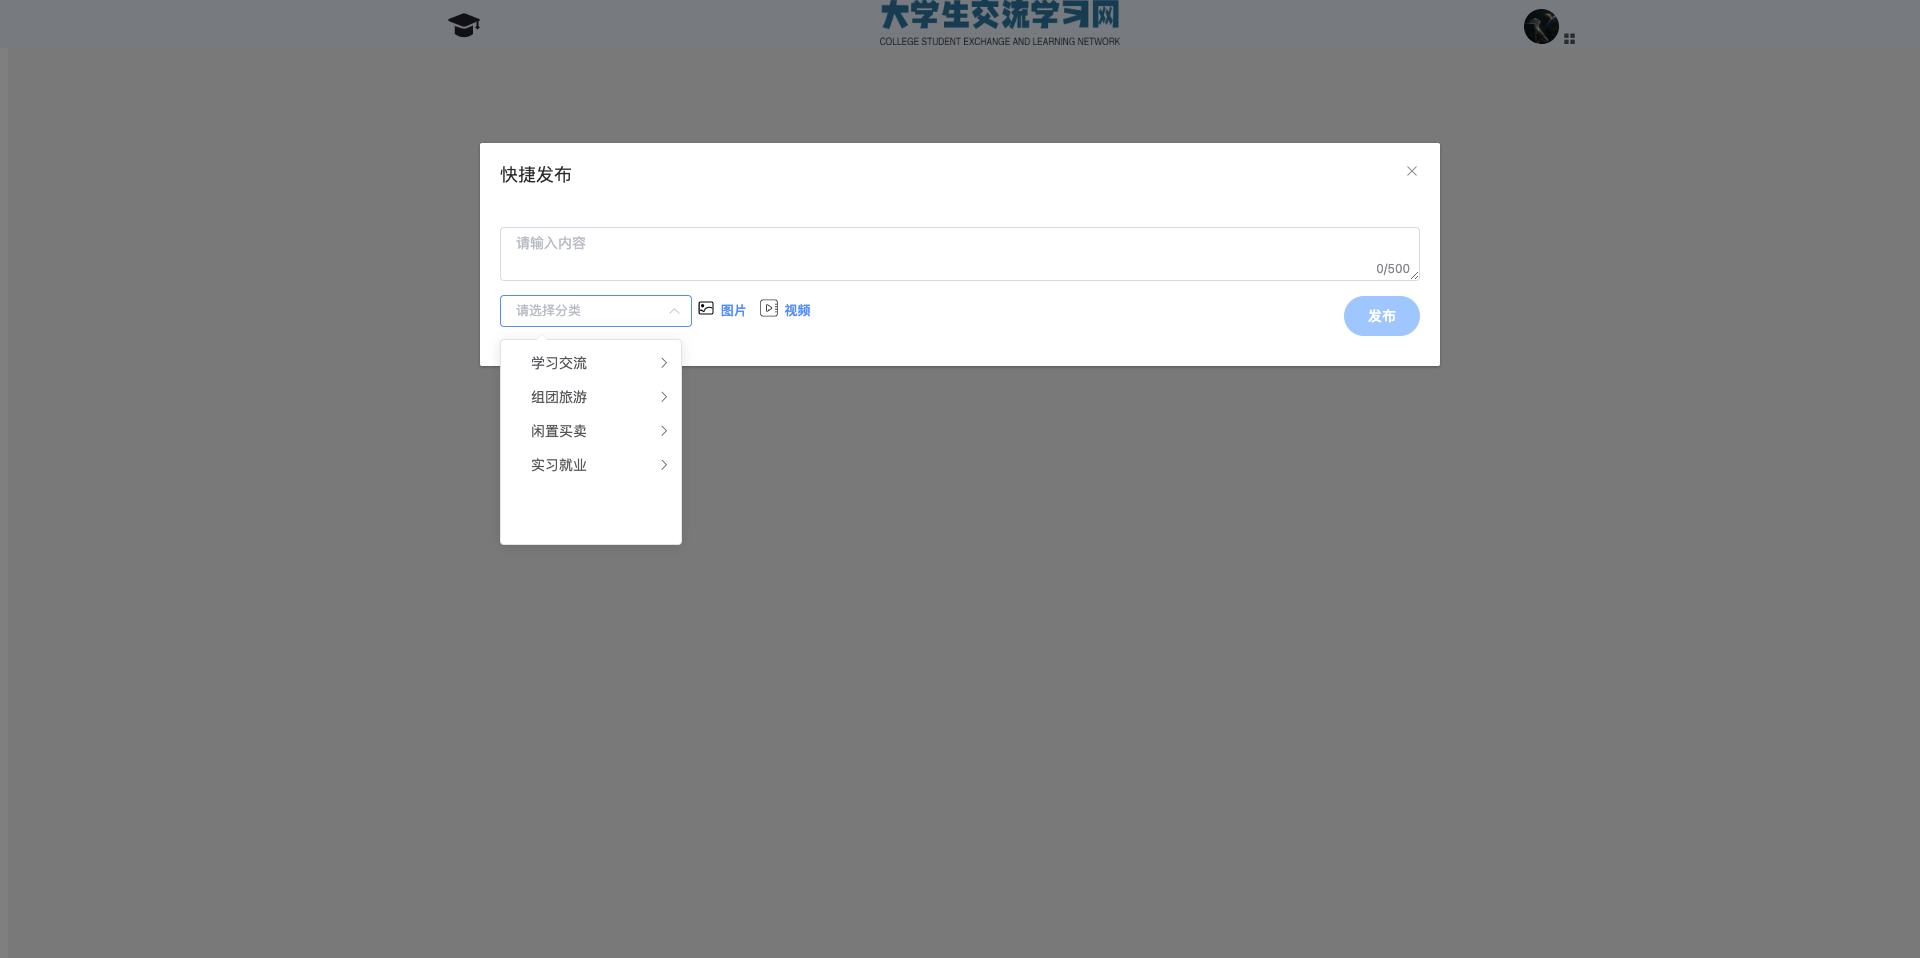 大学生交流学习网
COLLEGE STUDENT EXCHANGE AND LEARNING NETWORK
快捷发布
请输入内容
0/500
请选择分类
图片
视频
发布
学习交流
组团旅游
闲置买卖
实习就业